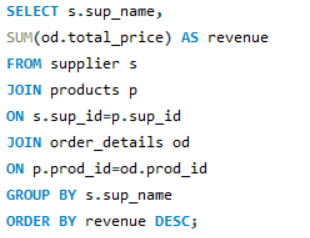 SELECT s.sup_name,
SUM(od.total_price) AS revenue
FROM supplier s
JOIN products p
ON s.sup_id=p.sup_id
JOIN order_details od
ON p.prod_id=od.prod_id
GROUP BY s.sup_name
ORDER BY revenue DESC;